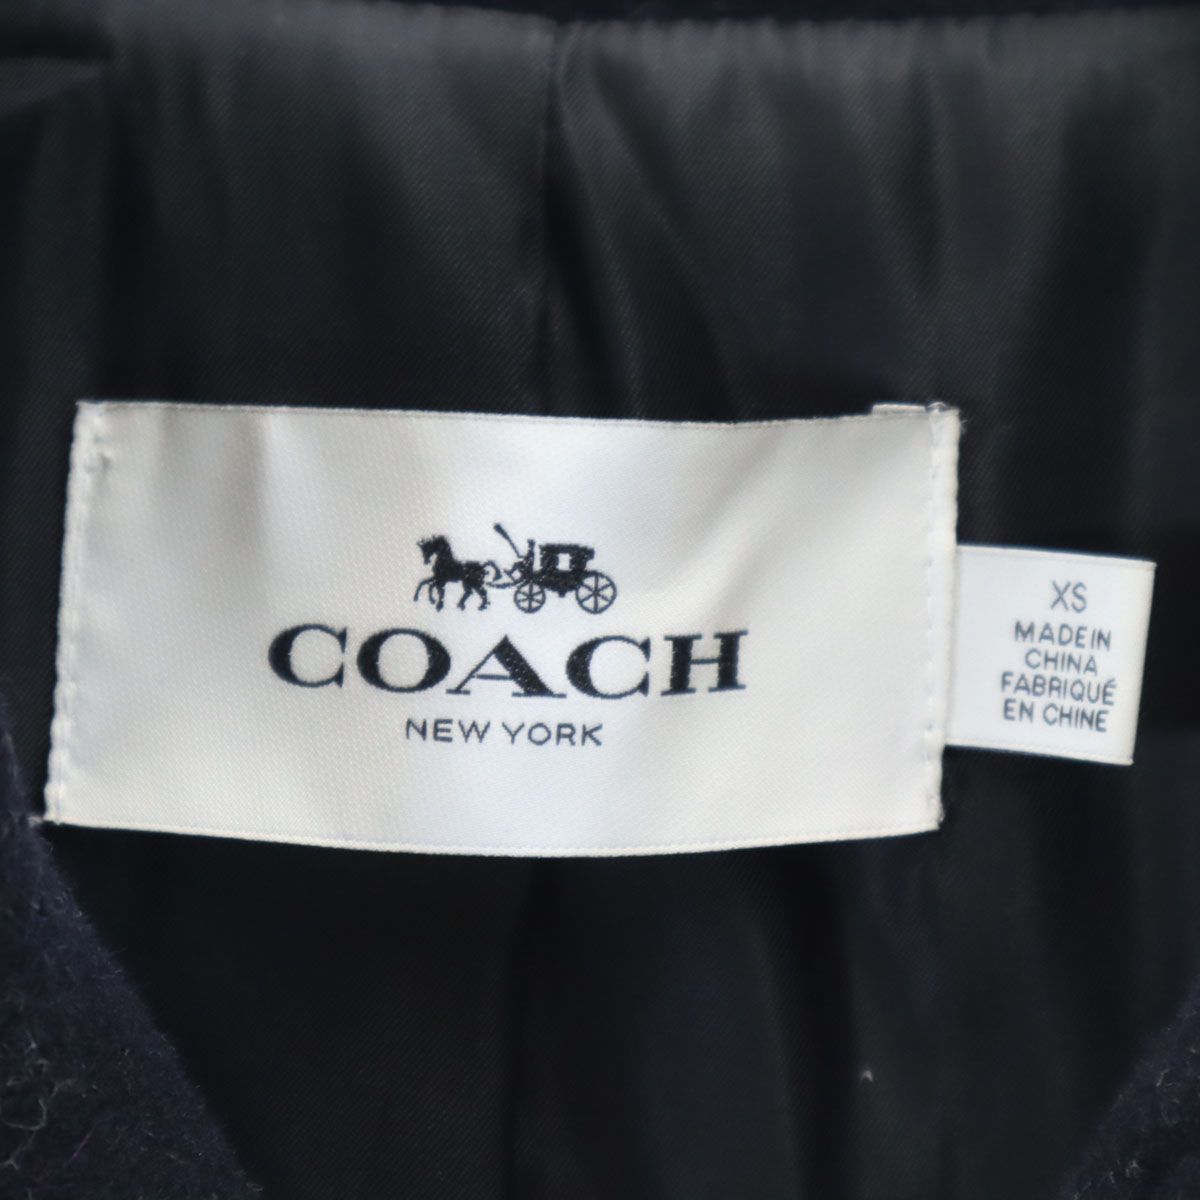 COACH
NEW YORK
XS
MADE IN
CHINA
FABRIQUÉ
EN CHINE